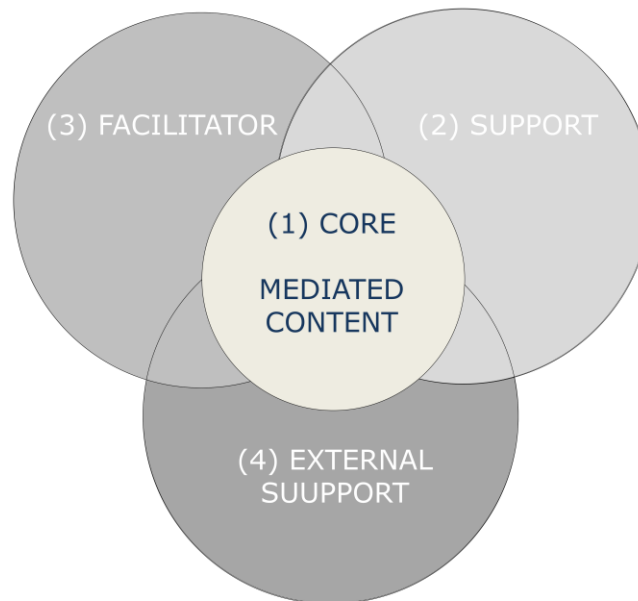 (3) FACILITATOR
(2) SUPPORT
(1) CORE
MEDIATED
CONTENT
(4) EXTERNAL
SUUPPORT